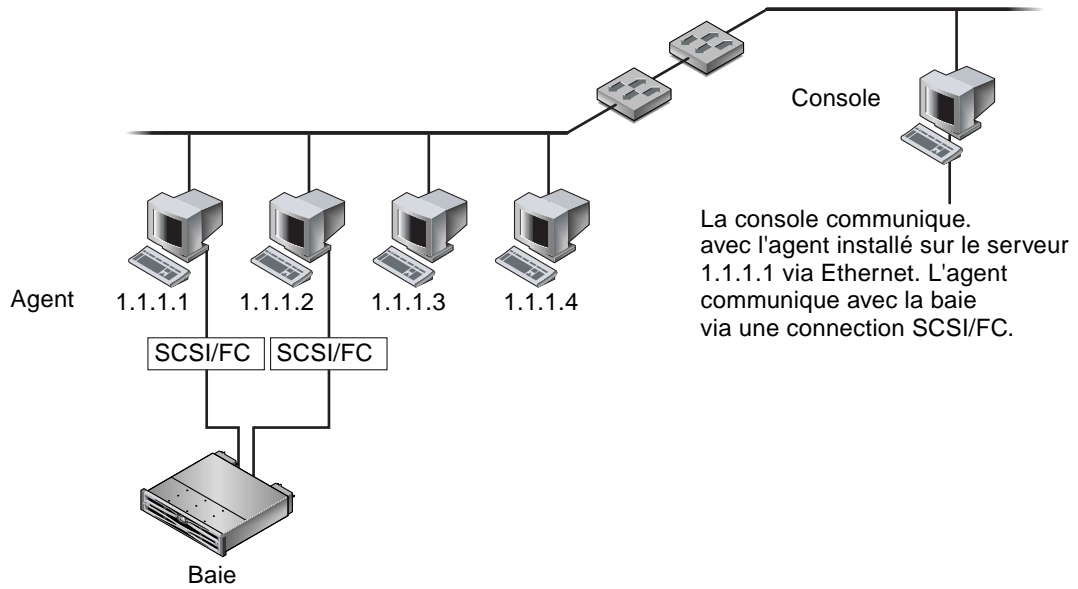 Console
La console communique.
avec l'agent installé sur le serveur
1.1.1.1 via Ethernet. L'agent
communique avec la baie
via une connection SCSI/FC.
Agent 1.1.1.1 1.1.1.2 1.1.1.3 1.1.1.4
SCSI/FC SCSI/FC
Baie